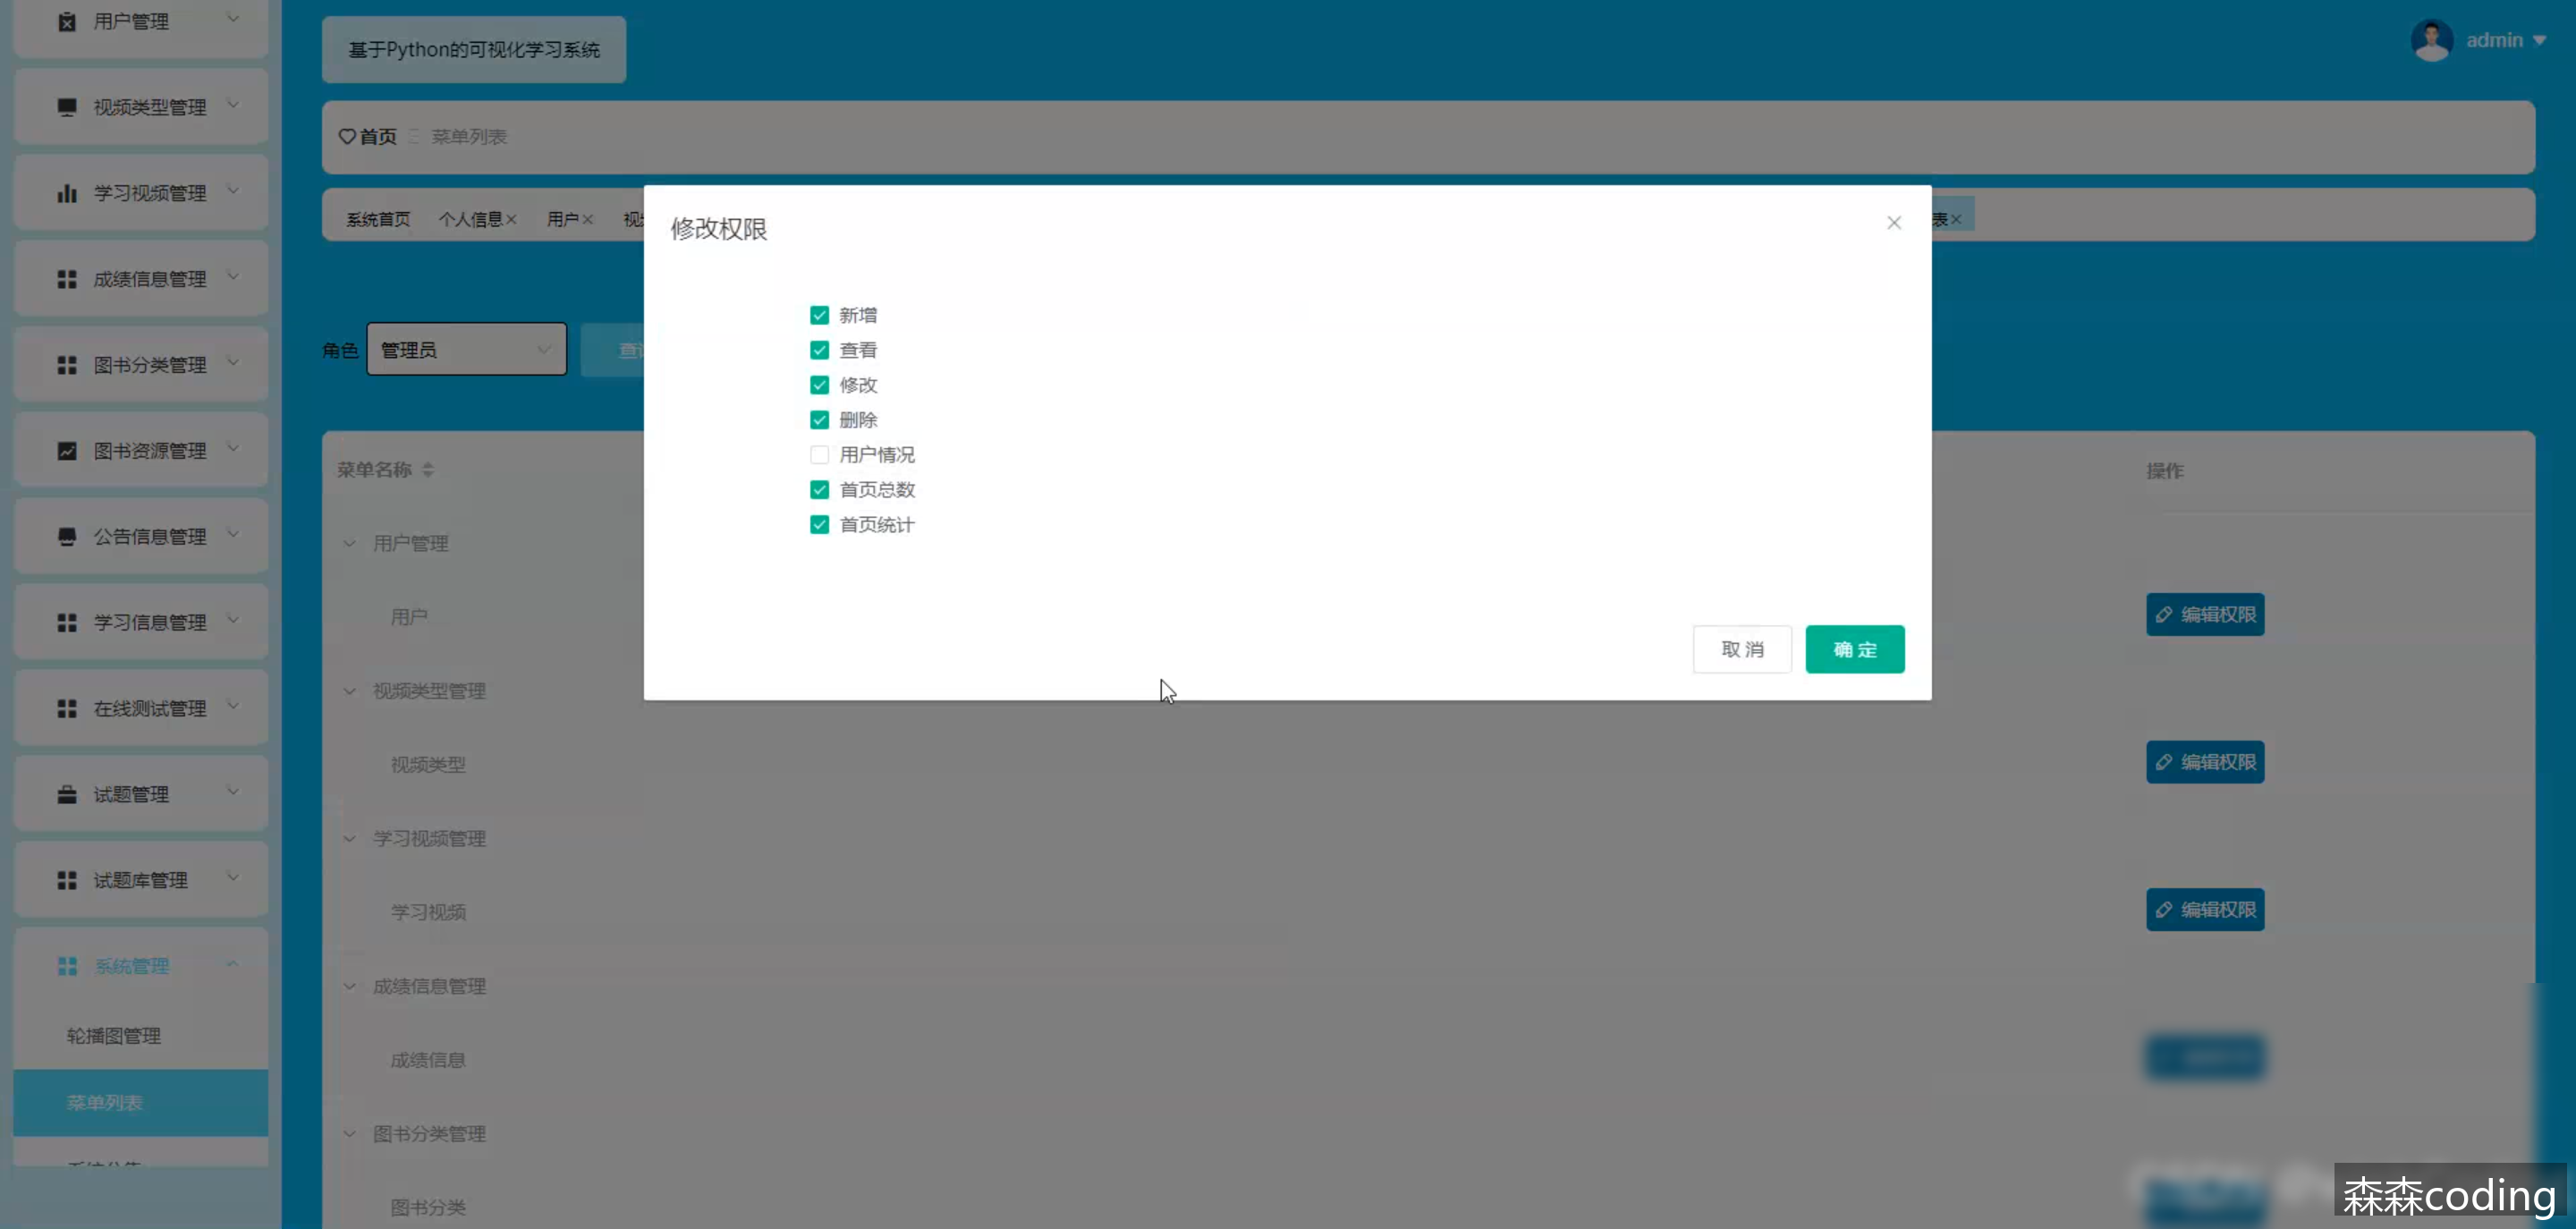 用户管理
视频类型管理
学习视频管理
成绩信息管理
图书分类管理
图书资源管理
公告信息管理
学习信息管理
在线测试管理
试题管理
试题库管理
系统管理
轮播图管理
菜单列表
基于Python的可视化学习系统
admin
首页 菜单列表
系统首页 个人信息 用户
表
角色 管理员
修改权限
新增
查看
修改
删除
用户情况
首页总数
首页统计
取消 确定
菜单名称 操作
用户管理
用户 编辑权限
视频类型管理
视频类型 编辑权限
学习视频管理
学习视频 编辑权限
成绩信息管理
成绩信息
图书分类管理
图书分类
森森coding